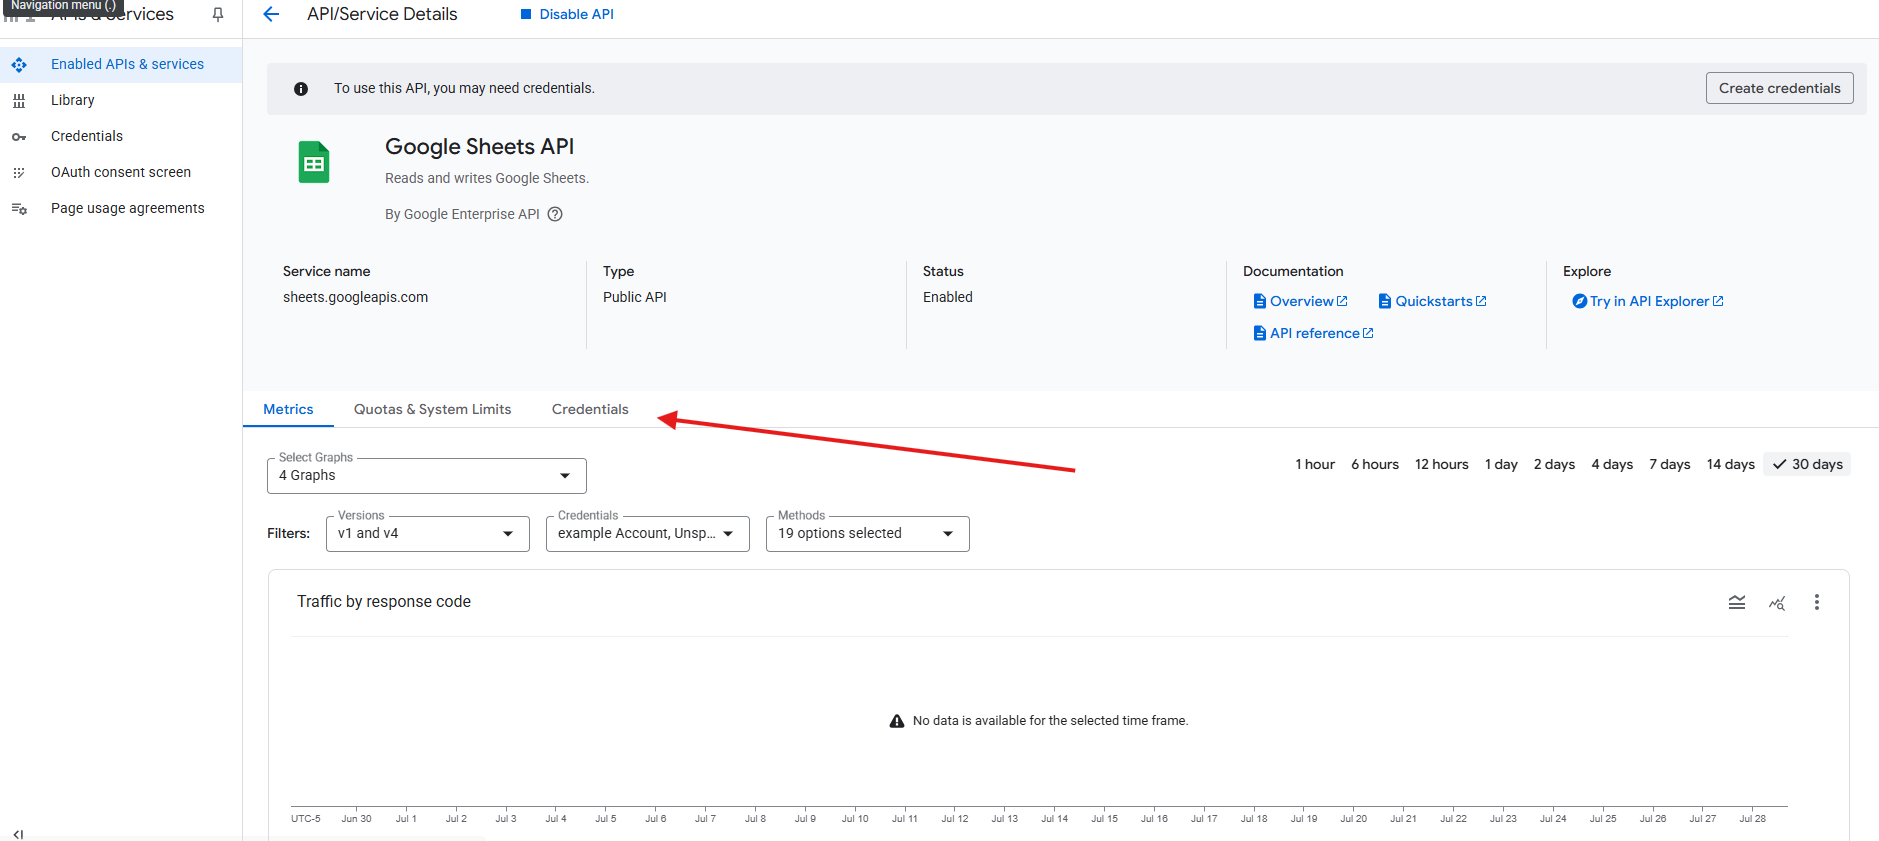 Navigation menu (.)
APIs & Services
API/Service Details
Disable API
Enabled APIs & services
Library
Credentials
OAuth consent screen
Page usage agreements
To use this API, you may need credentials.
Create credentials
Google Sheets API
Reads and writes Google Sheets.
By Google Enterprise API
Service name
sheets.googleapis.com
Type
Public API
Status
Enabled
Documentation
Overview
Quickstarts
API reference
Explore
Try in API Explorer
Metrics
Quotas & System Limits
Credentials
Select Graphs
4 Graphs
1 hour 6 hours 12 hours 1 day 2 days 4 days 7 days 14 days 30 days
Filters:
Versions
v1 and v4
Credentials
example Account, Unsp...
Methods
19 options selected
Traffic by response code
No data is available for the selected time frame.
UTC-5 Jun 30 Jul 1 Jul 2 Jul 3 Jul 4 Jul 5 Jul 6 Jul 7 Jul 8 Jul 9 Jul 10 Jul 11 Jul 12 Jul 13 Jul 14 Jul 15 Jul 16 Jul 17 Jul 18 Jul 19 Jul 20 Jul 21 Jul 22 Jul 23 Jul 24 Jul 25 Jul 26 Jul 27 Jul 28